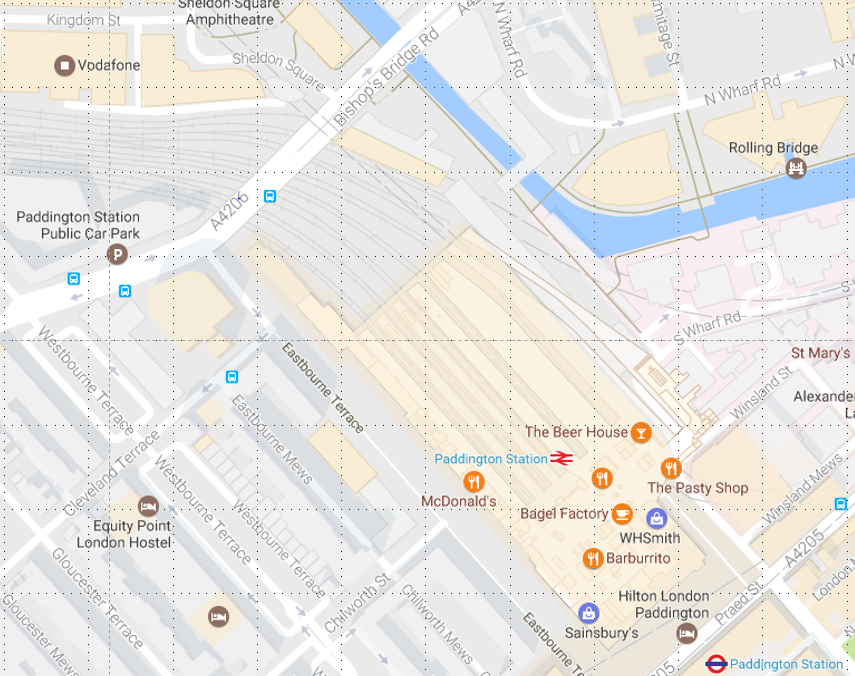 Sheldon Square
Amphitheatre
Kingdom St
Vodafone
Sheldon Square
Bishop's Bridge Rd
N Wharf Rd
N Wharf Rd
Rolling Bridge
A4206
Paddington Station
Public Car Park
P
S Wharf Rd
St Mary's
Winsland St
Westbourne Terrace
Eastbourne Terrace
Eastbourne Mews
Cleveland Terrace
The Beer House
Paddington Station
McDonald's
The Pasty Shop
Bagel Factory
WHSmith
Winsland Mews
A4205
Equity Point
London Hostel
Westbourne Terrace
Westbourne Terrace
Barburrito
Gloucester Terrace
Gloucester Mews
Chilworth St
Chilworth Mews
Hilton London
Paddington
Praed St
Sainsbury's
Eastbourne Te
London
Paddington Station